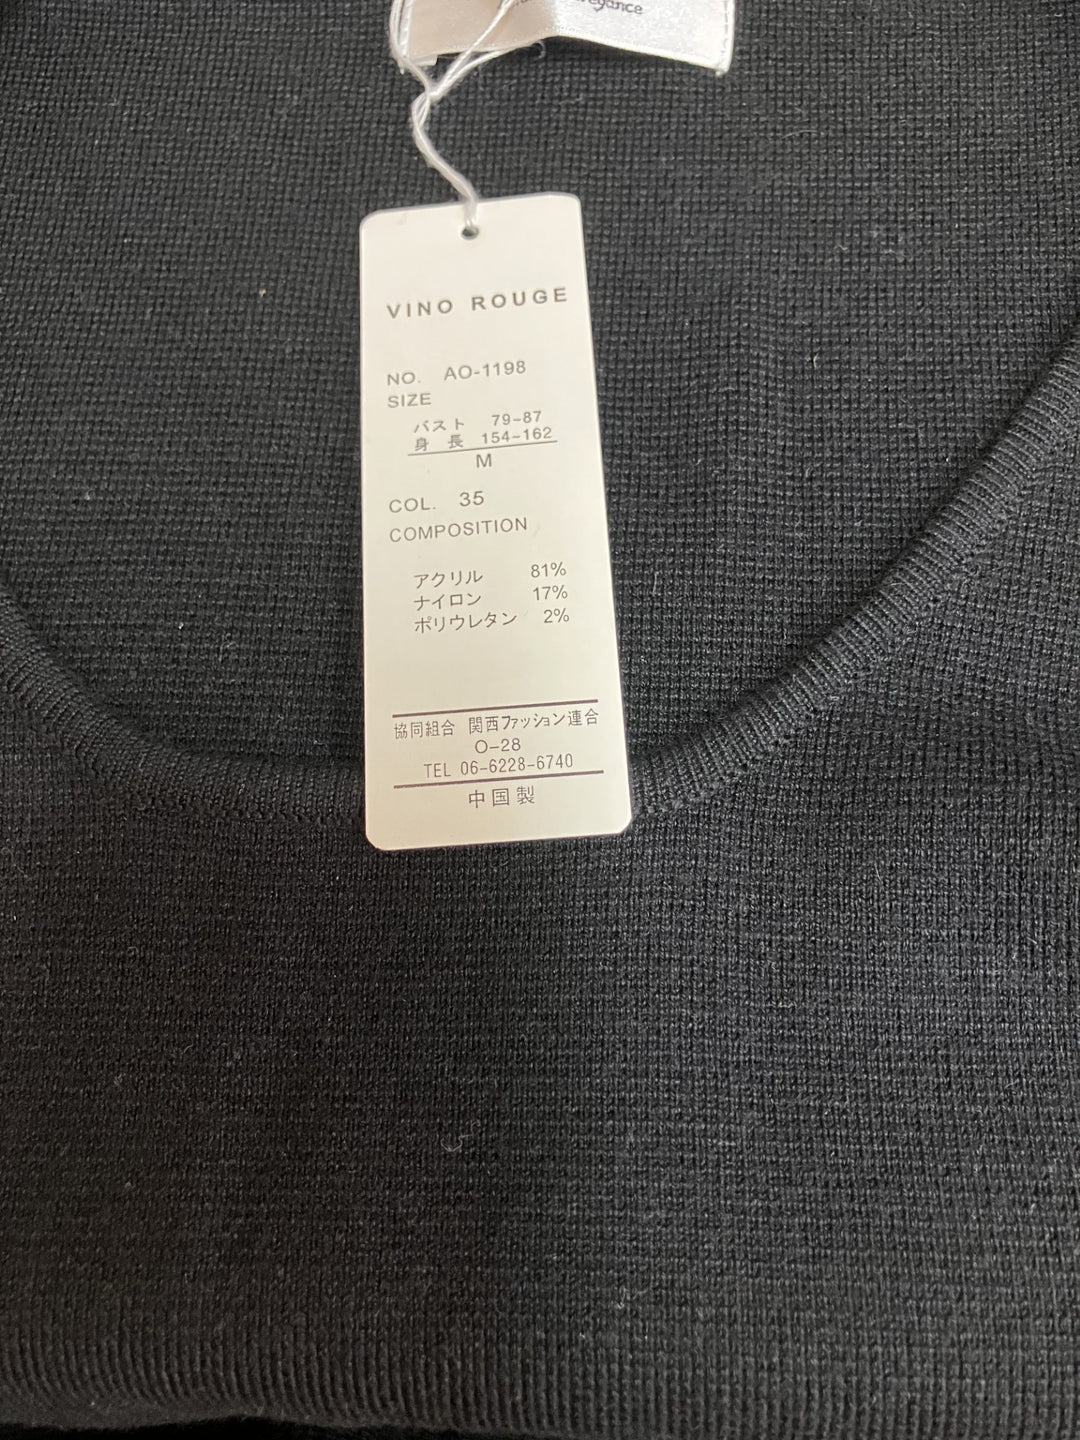 VINO ROUGE
NO. AO-1198
SIZE
バスト 79-87
身 長 154-162
M
COL. 35
COMPOSITION
アクリル 81%
ナイロン 17%
ポリウレタン 2%
協同組合 関西ファッション連合
O-28
TEL 06-6228-6740
中国製